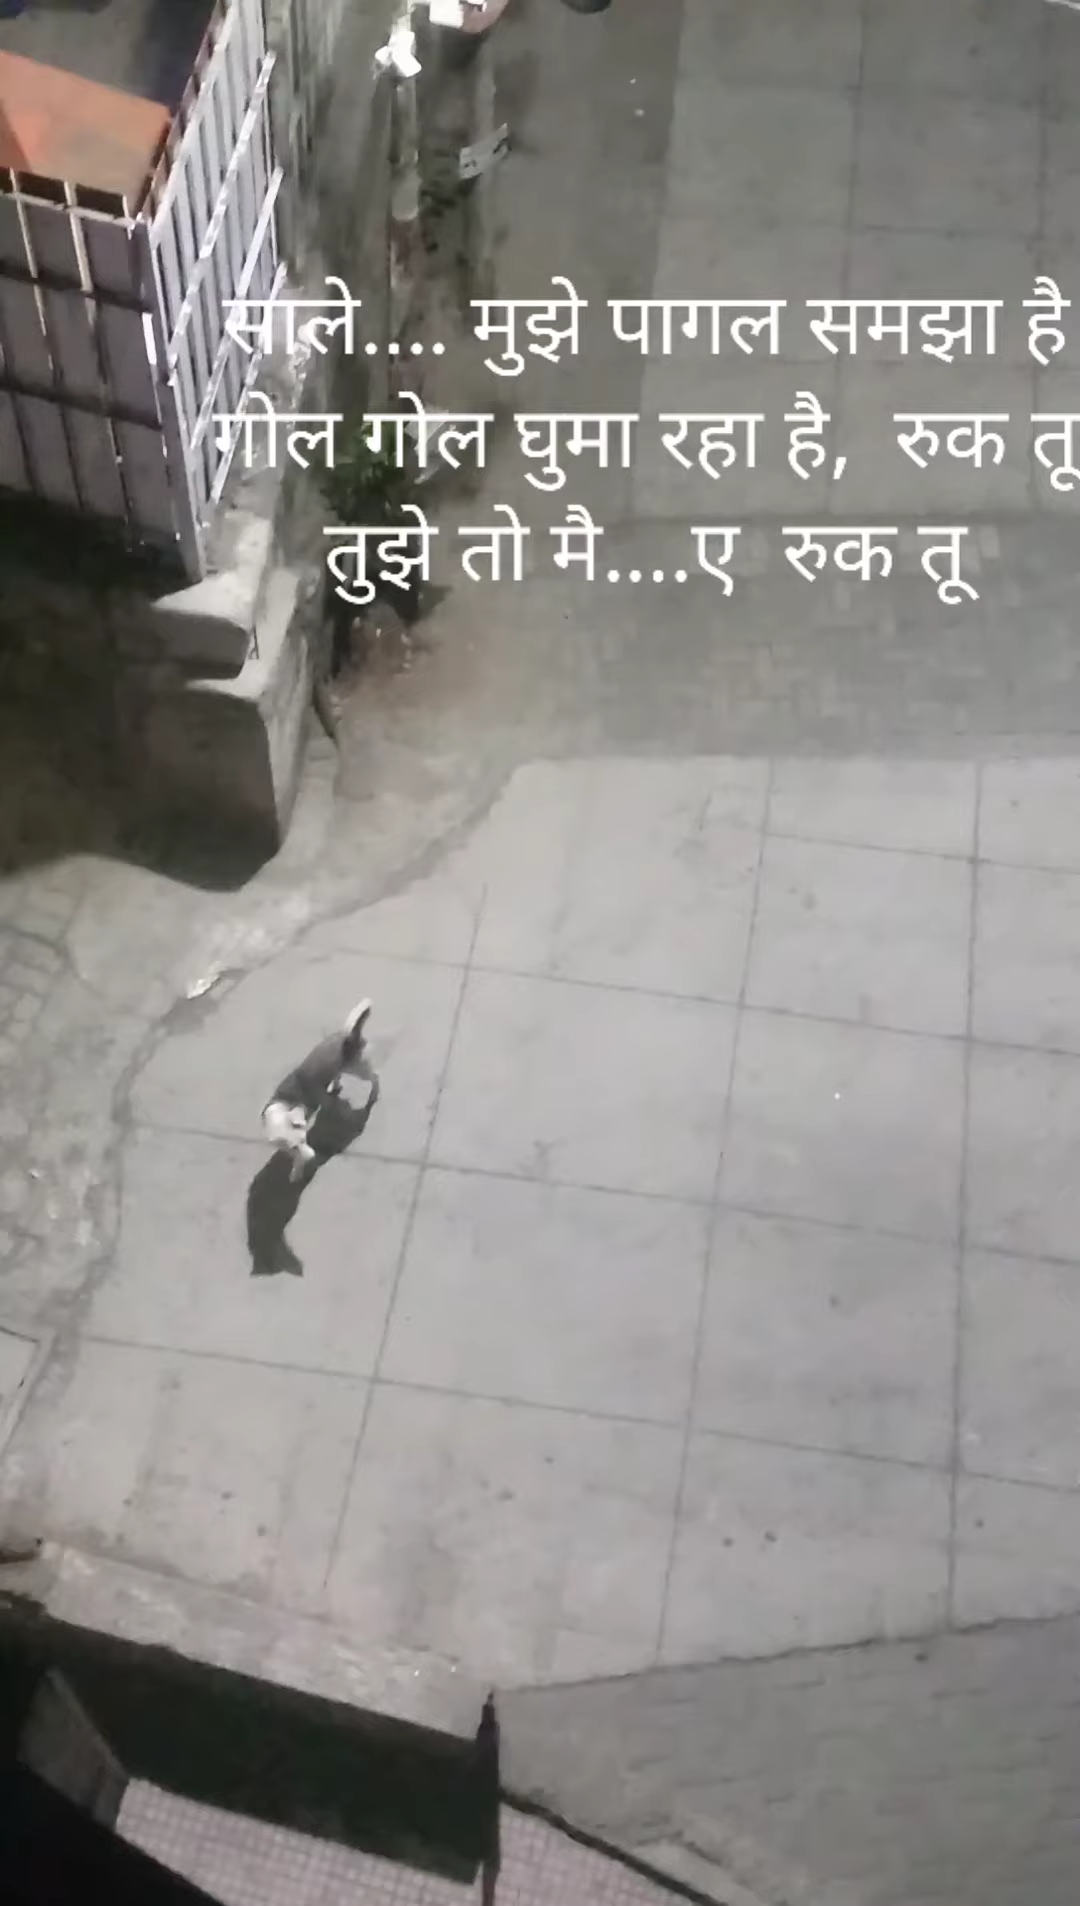 साले.... मुझे पागल समझा है
गोल गोल घुमा रहा है, रुक तू
तुझे तो मै....ए रुक तू